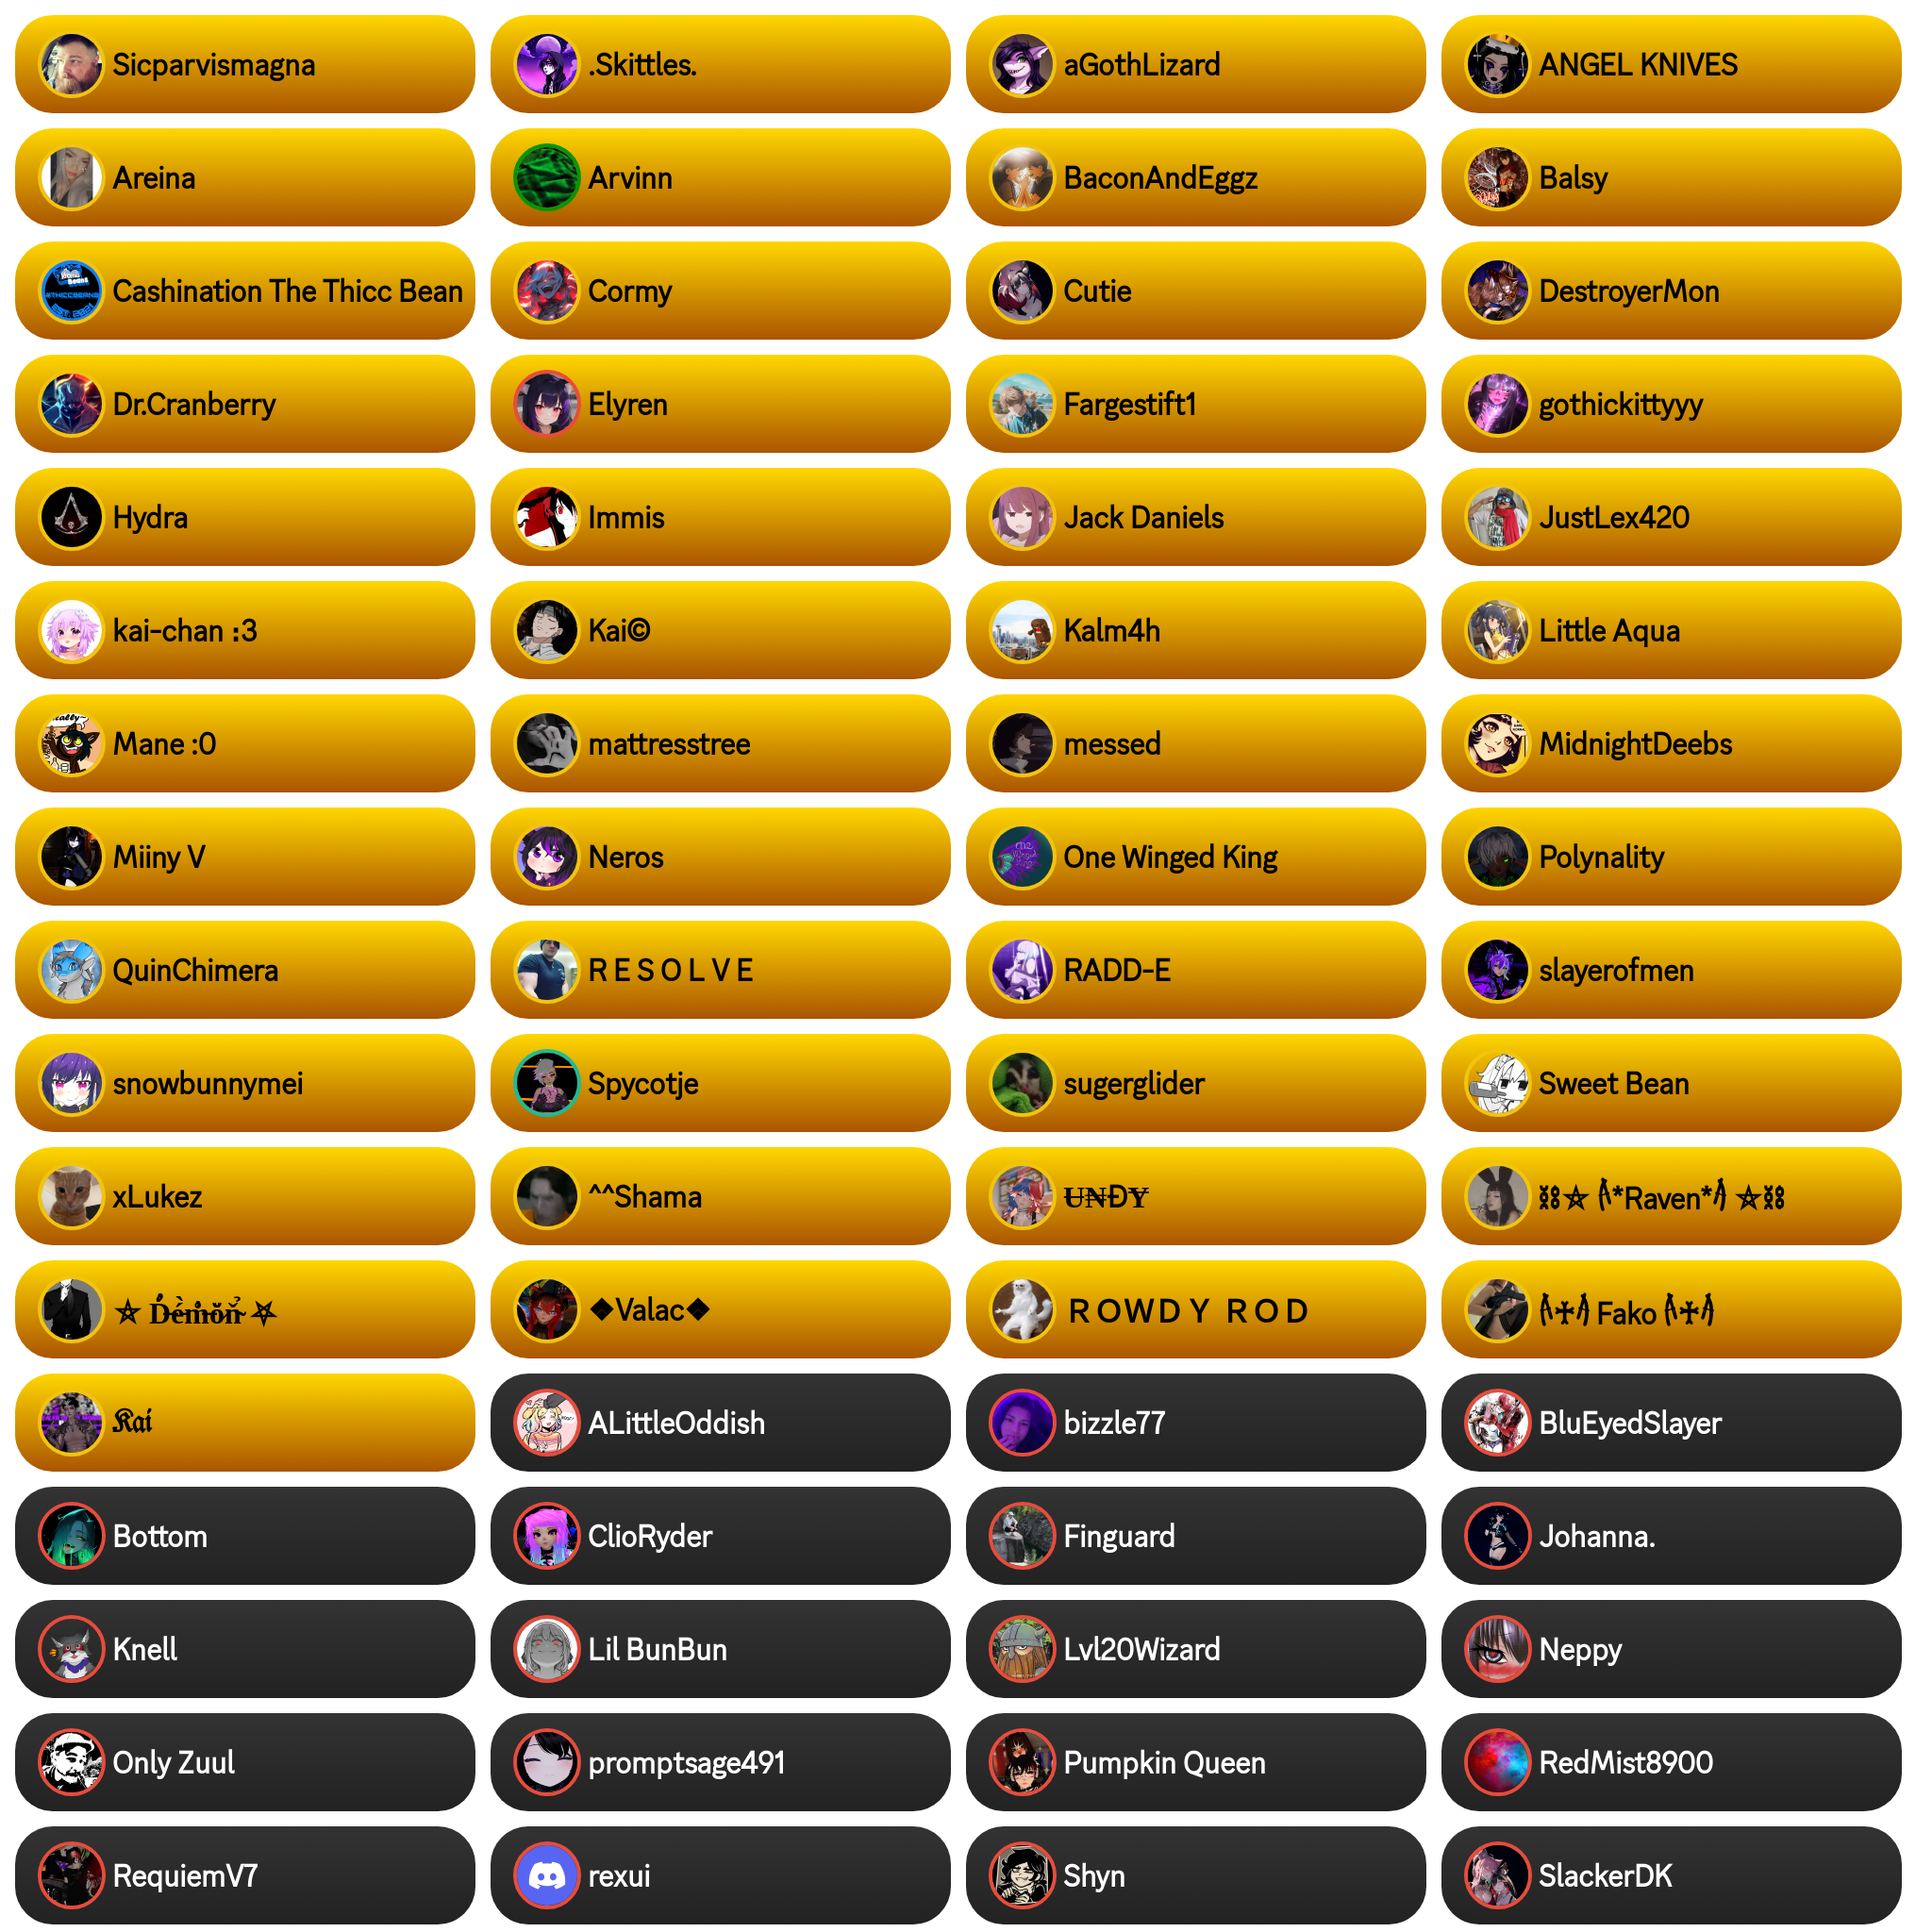 Sicparvismagna
.Skittles.
aGothLizard
ANGEL KNIVES
Areina
Arvinn
BaconAndEggz
Balsy
Cashination The Thicc Bean
Cormy
Cutie
DestroyerMon
Dr.Cranberry
Elyren
Fargestift1
gothickittyyy
Hydra
Immis
Jack Daniels
JustLex420
kai-chan :3
Kai©
Kalm4h
Little Aqua
Mane :0
mattresstree
messed
MidnightDeebs
Miiny V
Neros
One Winged King
Polynality
QuinChimera
R E S O L V E
RADD-E
slayerofmen
snowbunnymei
Spycotje
sugerglider
Sweet Bean
xLukez
^^Shama
U̶N̶ĐY̶
⛓⛤ 𓆩*Raven*𓆪 ⛤⛓
⛤ D̶é̶m̶o̶n̶ ⛧
◆Valac◆
ＲＯＷＤＹ ＲＯＤ
𓆩♱𓆪 Fako 𓆩♱𓆪
𝕶𝖆𝖎
ALittleOddish
bizzle77
BluEyedSlayer
Bottom
ClioRyder
Finguard
Johanna.
Knell
Lil BunBun
Lvl20Wizard
Neppy
Only Zuul
promptsage491
Pumpkin Queen
RedMist8900
RequiemV7
rexui
Shyn
SlackerDK